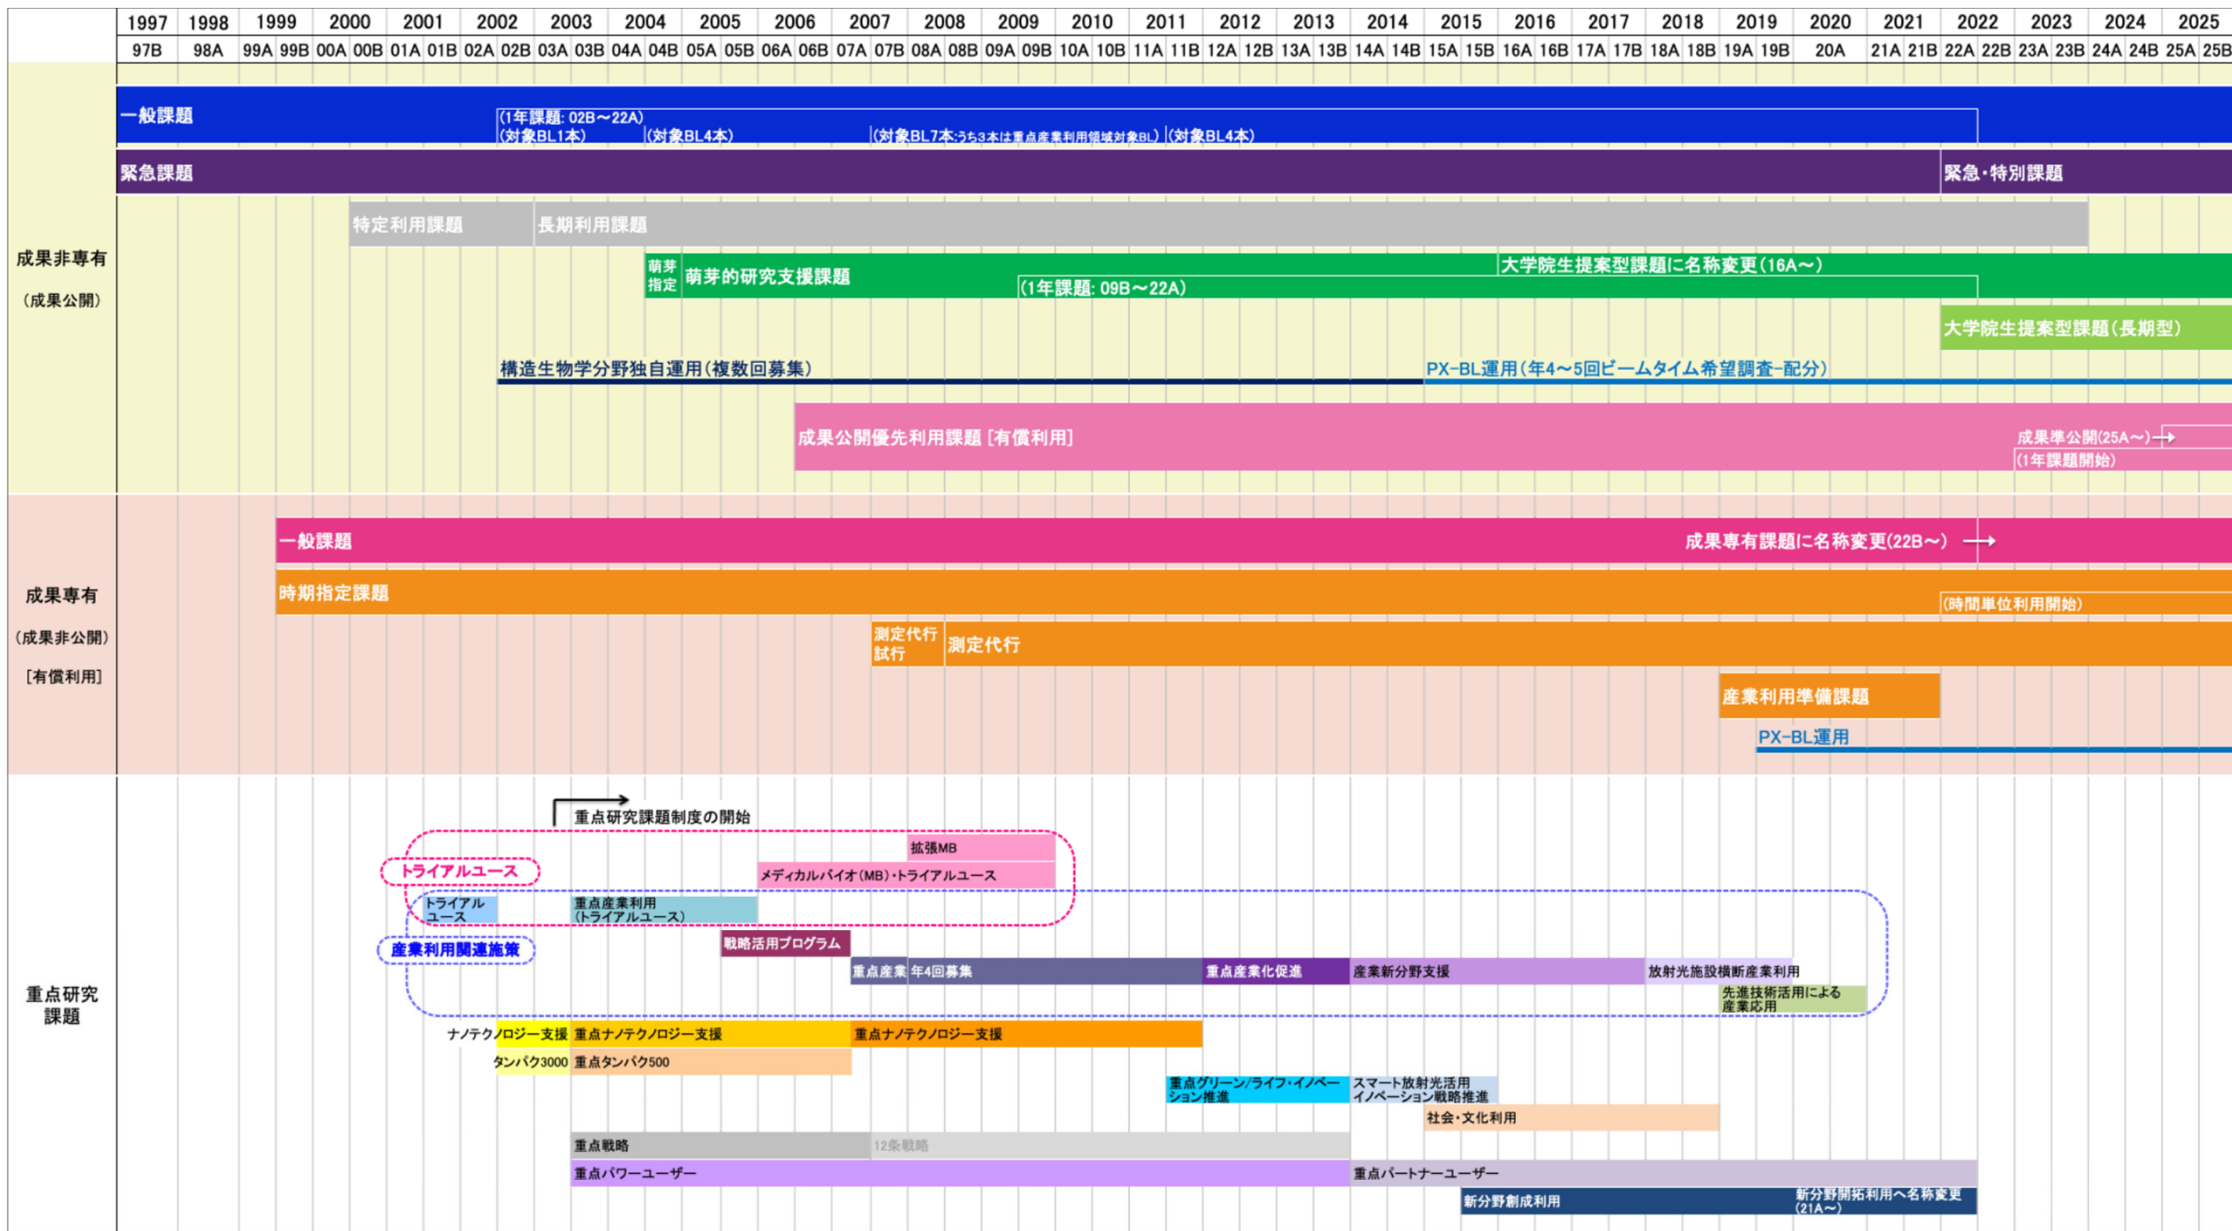 1997 1998 1999 2000 2001 2002 2003 2004 2005 2006 2007 2008 2009 2010 2011 2012 2013 2014 2015 2016 2017 2018 2019 2020 2021 2022 2023 2024 2025
97B 98A 99A 99B 00A 00B 01A 01B 02A 02B 03A 03B 04A 04B 05A 05B 06A 06B 07A 07B 08A 08B 09A 09B 10A 10B 11A 11B 12A 12B 13A 13B 14A 14B 15A 15B 16A 16B 17A 17B 18A 18B 19A 19B 20A 21A 21B 22A 22B 23A 23B 24A 24B 25A 25B
成果非専有
(成果公開)
一般課題
(1年課題: 02B～22A)
(対象BL1本) (対象BL4本) (対象BL7本:うち3本は重点産業利用領域対象BL) (対象BL4本)
緊急課題 緊急・特別課題
特定利用課題 長期利用課題
萌芽
指定
萌芽的研究支援課題
大学院生提案型課題に名称変更(16A～)
(1年課題: 09B～22A)
大学院生提案型課題(長期型)
構造生物学分野独自運用(複数回募集) PX-BL運用(年4～5回ビームタイム希望調査-配分)
成果公開優先利用課題 [有償利用]
成果準公開(25A～)→
(1年課題開始)
成果専有
(成果非公開)
[有償利用]
一般課題 成果専有課題に名称変更(22B～) →
時期指定課題
(時間単位利用開始)
測定代行
試行
測定代行
産業利用準備課題
PX-BL運用
重点研究
課題
重点研究課題制度の開始
トライアルユース
拡張MB
メディカルバイオ(MB)・トライアルユース
トライアル
ユース
重点産業利用
(トライアルユース)
産業利用関連施策
戦略活用プログラム
重点産業 年4回募集 重点産業化促進 産業新分野支援 放射光施設横断産業利用
先進技術活用による
産業応用
ナノテクノロジー支援 重点ナノテクノロジー支援 重点ナノテクノロジー支援
タンパク3000 重点タンパク500
重点グリーン/ライフ・イノベー
ション推進
スマート放射光活用
イノベーション戦略推進
社会・文化利用
重点戦略 12条戦略
重点パワーユーザー 重点パートナーユーザー
新分野創成利用
新分野開拓利用へ名称変更
(21A～)